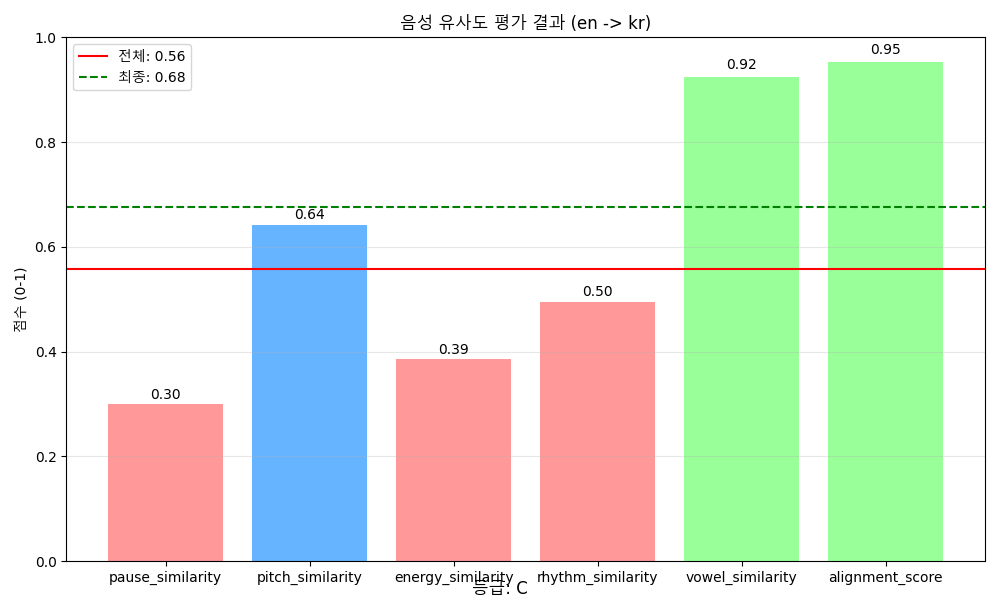 음성 유사도 평가 결과 (en -> kr)
전체: 0.56
최종: 0.68
점수 (0-1)
1.0
0.8
0.6
0.4
0.2
0.0
0.30
0.64
0.39
0.50
0.92
0.95
pause_similarity pitch_similarity energy_similarity rhythm_similarity vowel_similarity alignment_score
등급: C